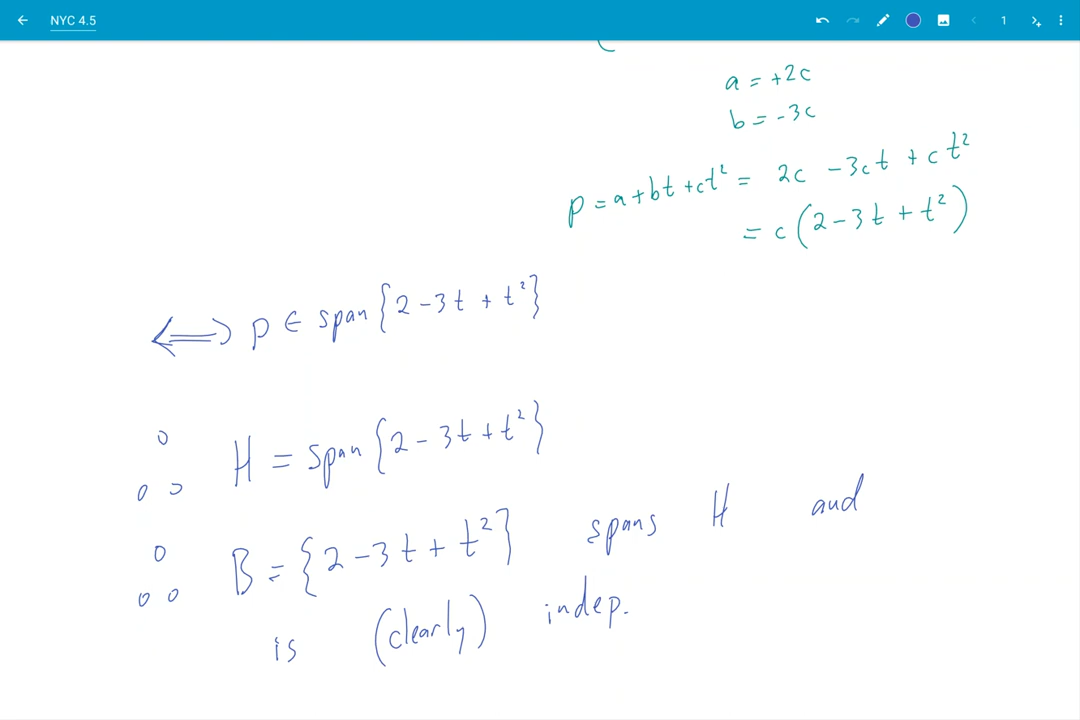 NYC 4.5
1
a = +2c
b = -3c
p = a + bt + ct² = 2c - 3ct + ct²
= c(2 - 3t + t²)
⟺ p ∈ span{2 - 3t + t²}
∴ H = span{2 - 3t + t²}
∴ B = {2 - 3t + t²} spans H and
is (clearly) indep.